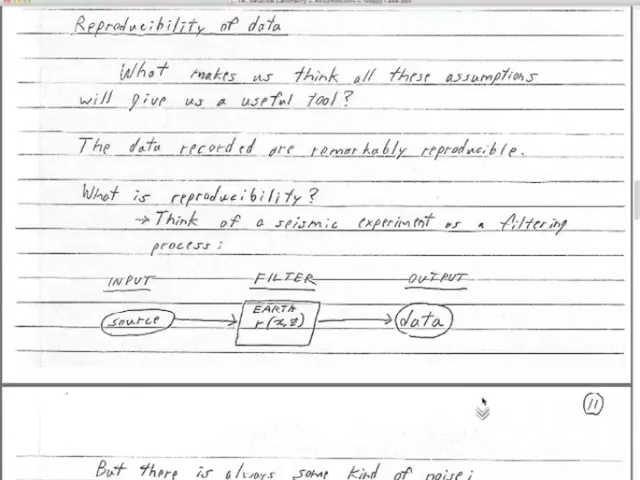 Reproducibility of data
What makes us think all these assumptions
will give us a useful tool?
The data recorded are remarkably reproducible.
What is reproducibility?
→ Think of a seismic experiment as a filtering
process:
INPUT FILTER OUTPUT
source EARTH r(x,z) data
11
But there is always some kind of noise: